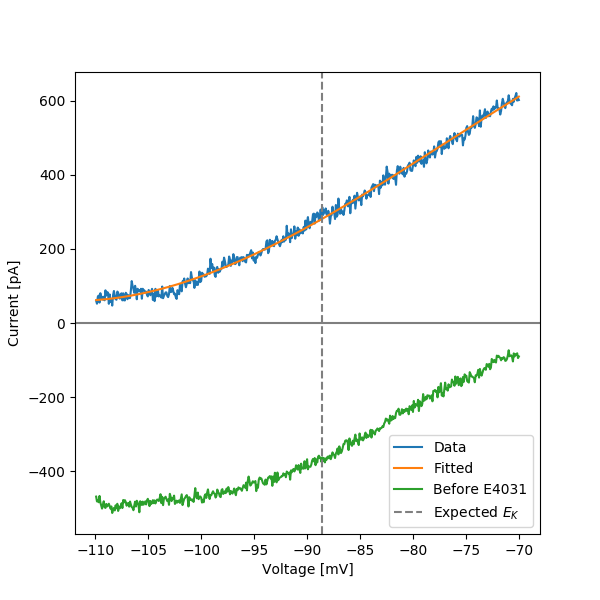 600
400
200
0
−200
−400
Current [pA]
−110
−105
−100
−95
−90
−85
−80
−75
−70
Voltage [mV]
Data
Fitted
Before E4031
Expected E_K